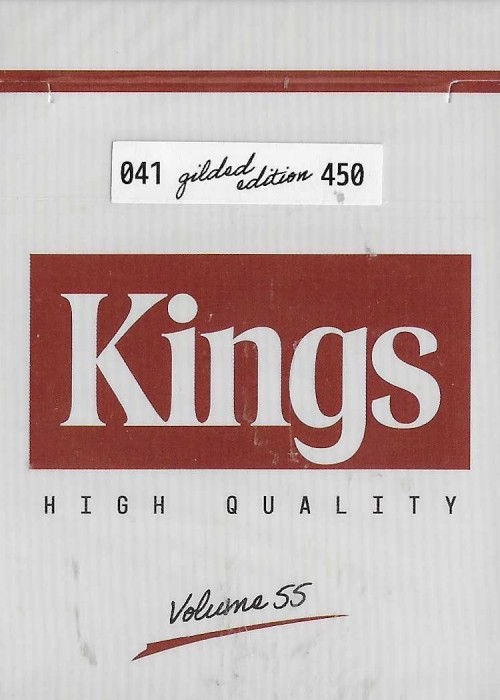 041 gilded edition 450
Kings
HIGH QUALITY
Volume 55